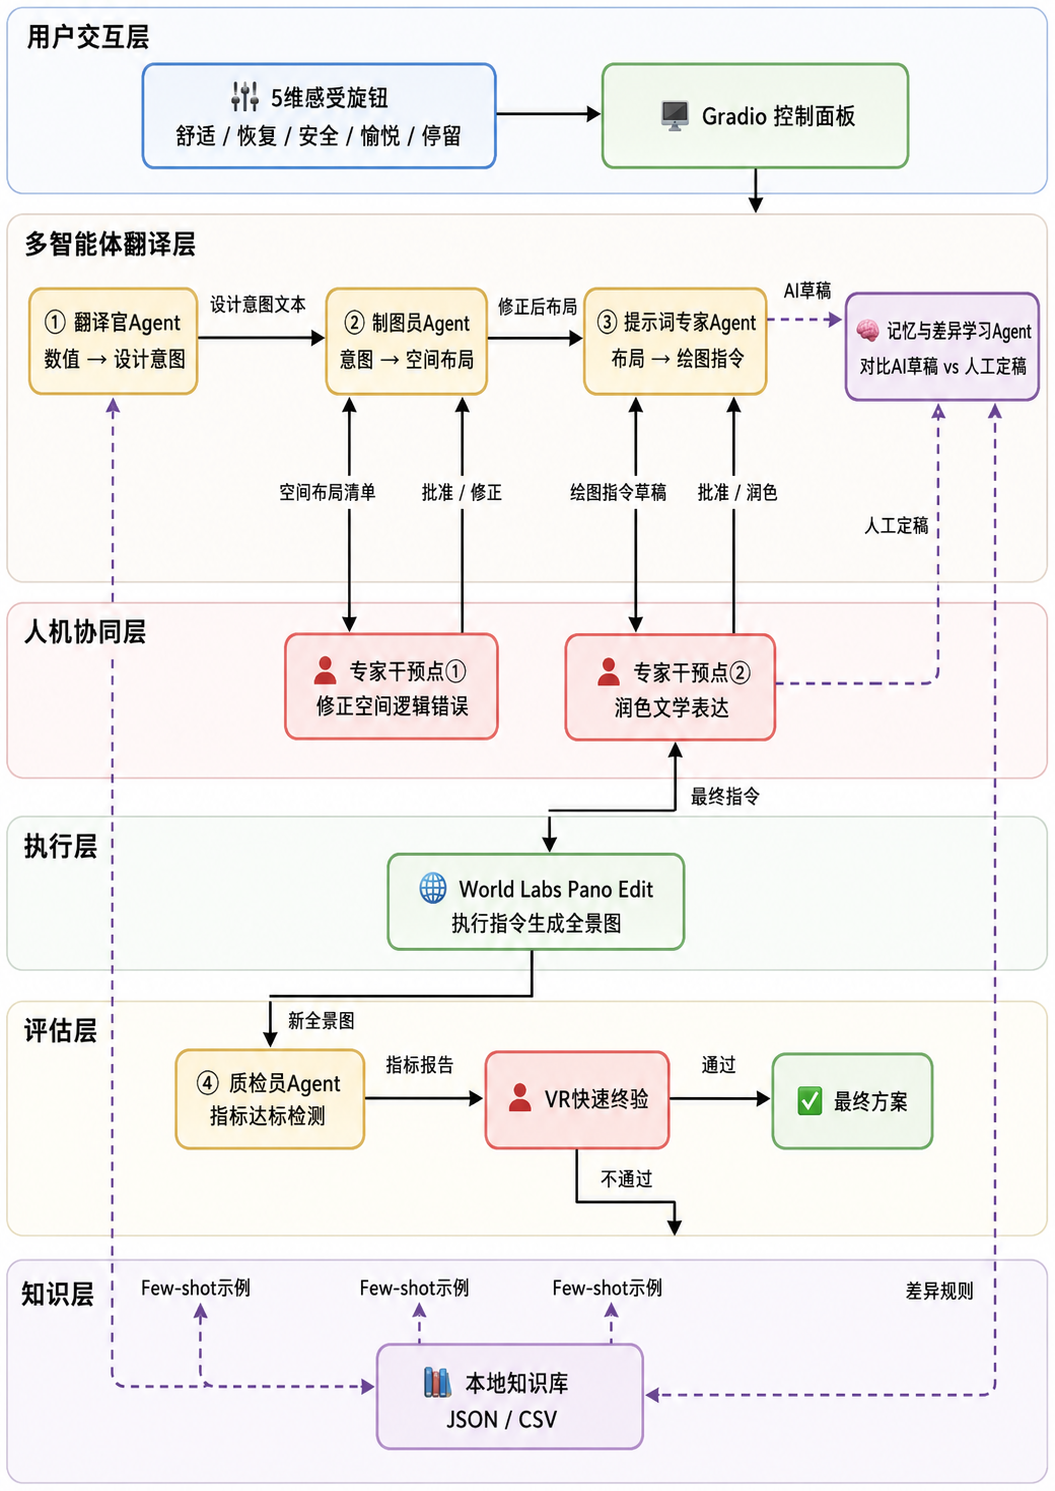 用户交互层
5维感受旋钮
舒适 / 恢复 / 安全 / 愉悦 / 停留
Gradio 控制面板
多智能体翻译层
① 翻译官Agent
数值 → 设计意图
设计意图文本
② 制图员Agent
意图 → 空间布局
修正后布局
③ 提示词专家Agent
布局 → 绘图指令
AI草稿
记忆与差异学习Agent
对比AI草稿 vs 人工定稿
空间布局清单
批准 / 修正
绘图指令草稿
批准 / 润色
人工定稿
人机协同层
专家干预点①
修正空间逻辑错误
专家干预点②
润色文学表达
最终指令
执行层
World Labs Pano Edit
执行指令生成全景图
评估层
新全景图
④ 质检员Agent
指标达标检测
指标报告
VR快速终验
通过
最终方案
不通过
知识层
Few-shot示例
Few-shot示例
Few-shot示例
差异规则
本地知识库
JSON / CSV